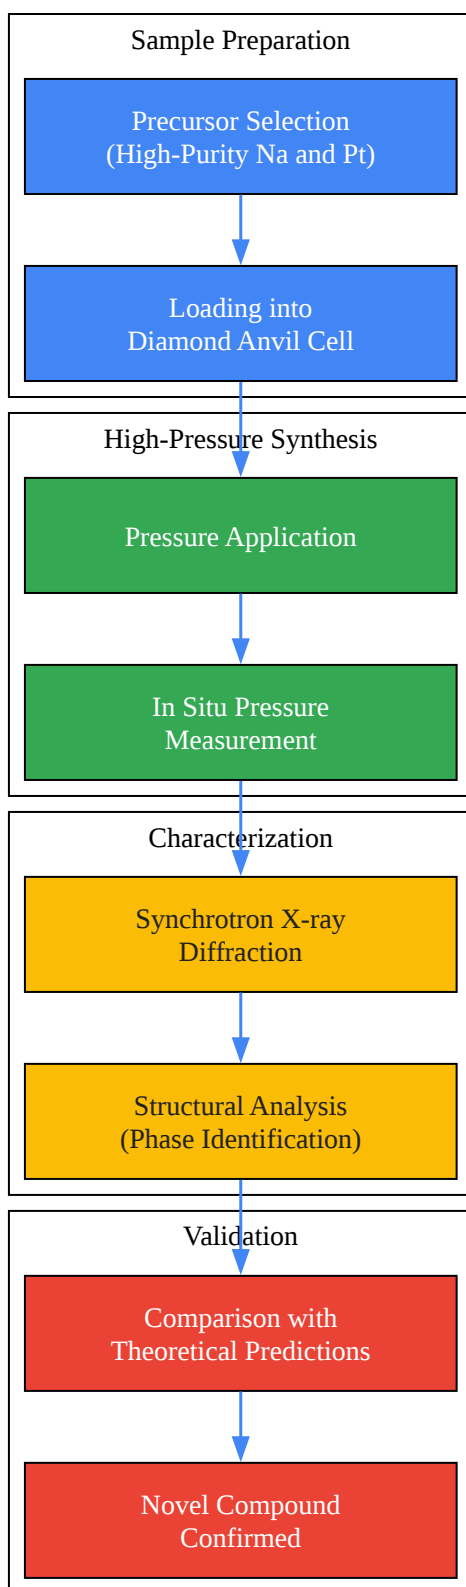 Sample Preparation
Precursor Selection
(High-Purity Na and Pt)
Loading into
Diamond Anvil Cell
High-Pressure Synthesis
Pressure Application
In Situ Pressure
Measurement
Characterization
Synchrotron X-ray
Diffraction
Structural Analysis
(Phase Identification)
Validation
Comparison with
Theoretical Predictions
Novel Compound
Confirmed